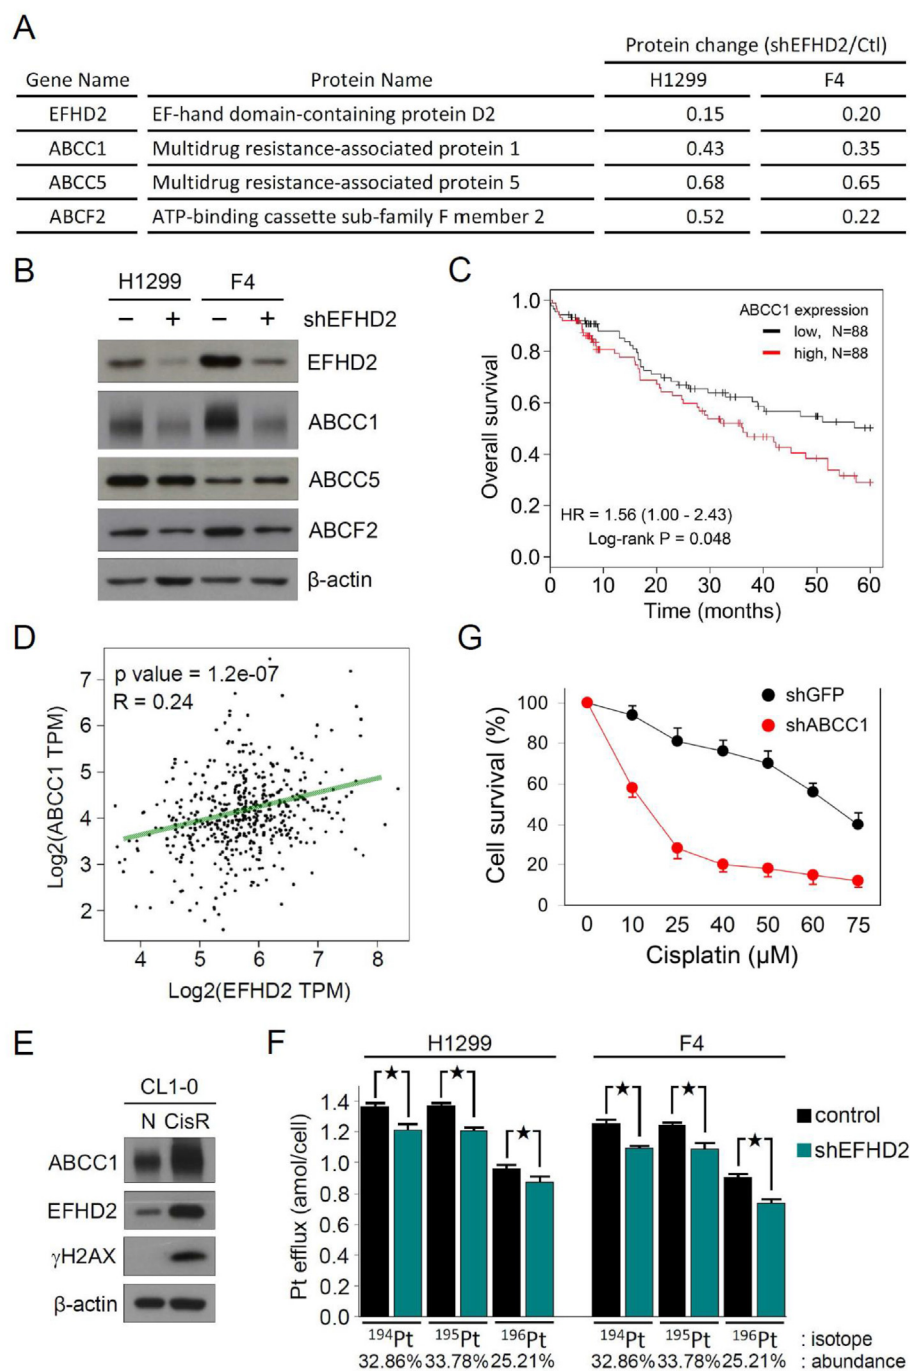 A
Protein change (shEFHD2/Ctl)
Gene Name Protein Name H1299 F4
EFHD2 EF-hand domain-containing protein D2 0.15 0.20
ABCC1 Multidrug resistance-associated protein 1 0.43 0.35
ABCC5 Multidrug resistance-associated protein 5 0.68 0.65
ABCF2 ATP-binding cassette sub-family F member 2 0.52 0.22
B
H1299 F4
− + − + shEFHD2
EFHD2
ABCC1
ABCC5
ABCF2
β-actin
C
Overall survival
1.0
0.8
0.6
0.4
0.2
0.0
ABCC1 expression
low, N=88
high, N=88
HR = 1.56 (1.00 - 2.43)
Log-rank P = 0.048
0 10 20 30 40 50 60
Time (months)
D
p value = 1.2e-07
R = 0.24
Log2(ABCC1 TPM)
7
6
5
4
3
2
4 5 6 7 8
Log2(EFHD2 TPM)
G
Cell survival (%)
100
80
60
40
20
0
shGFP
shABCC1
0 10 25 40 50 60 75
Cisplatin (µM)
E
CL1-0
N CisR
ABCC1
EFHD2
γH2AX
β-actin
F
H1299 F4
Pt efflux (amol/cell)
1.4
1.2
1.0
0.8
0.6
0.4
0.2
0.0
control
shEFHD2
¹⁹⁴Pt ¹⁹⁵Pt ¹⁹⁶Pt ¹⁹⁴Pt ¹⁹⁵Pt ¹⁹⁶Pt : isotope
32.86% 33.78% 25.21% 32.86% 33.78% 25.21% : abundance